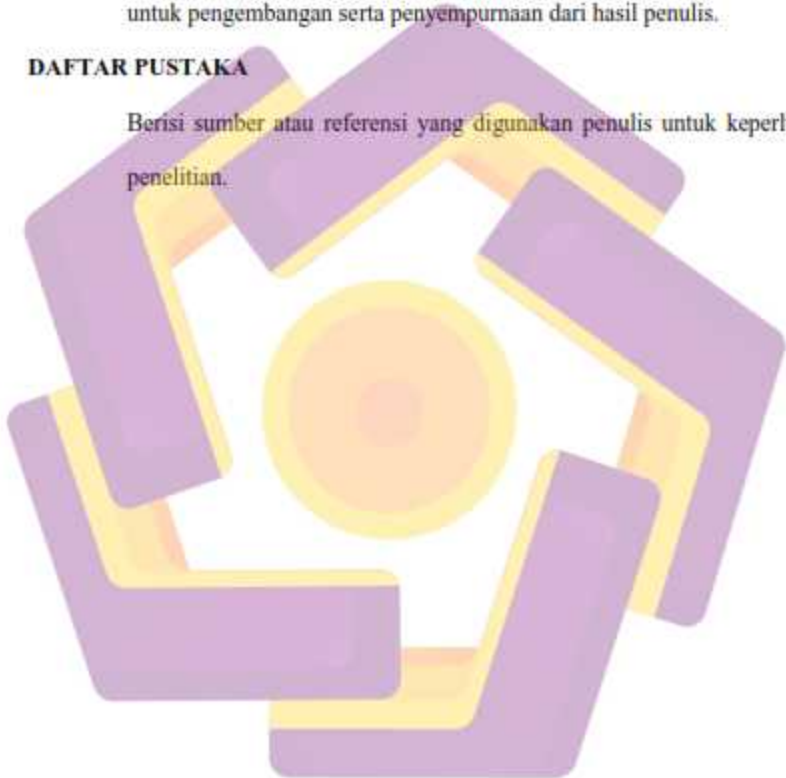 untuk pengembangan serta penyempurnaan dari hasil penulis.
DAFTAR PUSTAKA
Berisi sumber atau referensi yang digunakan penulis untuk
penelitian.